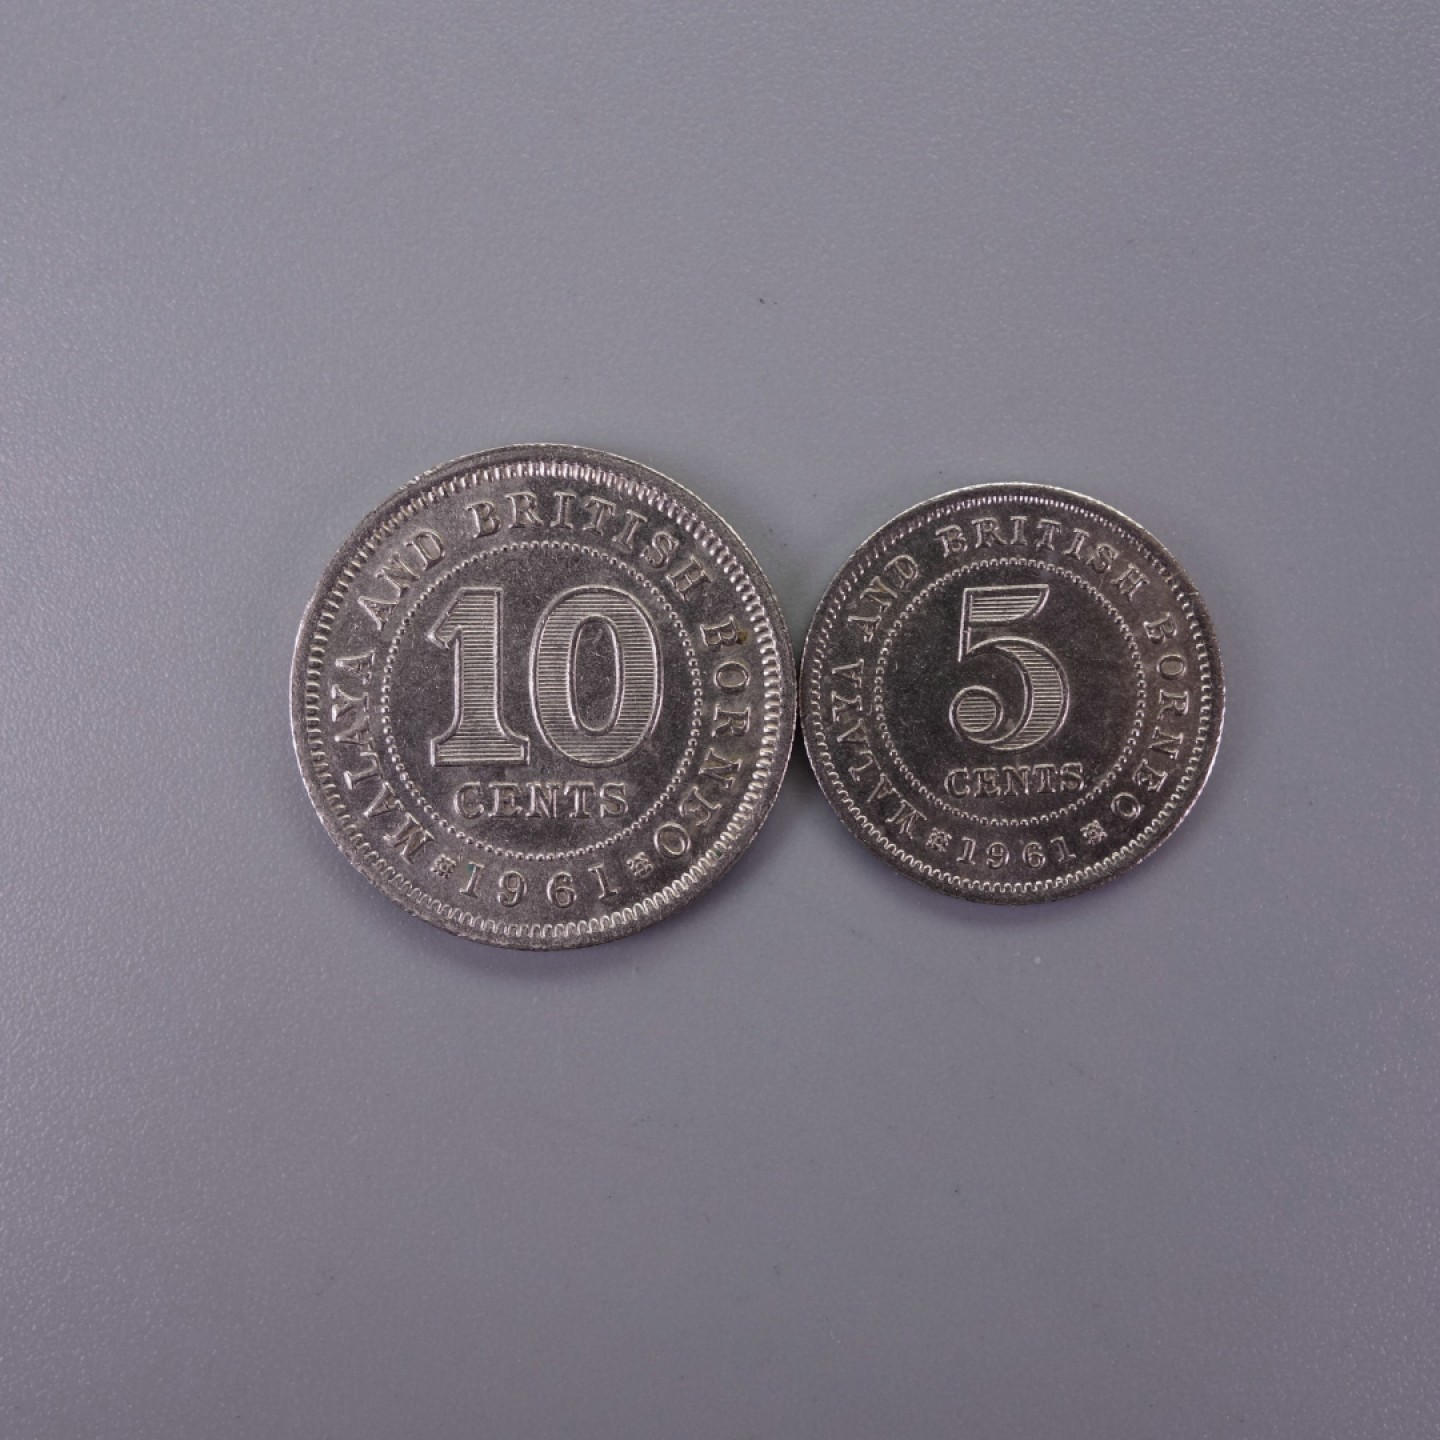 MALAYA AND BRITISH BORNEO
10
CENTS
1961
MALAYA AND BRITISH BORNEO
5
CENTS
1961